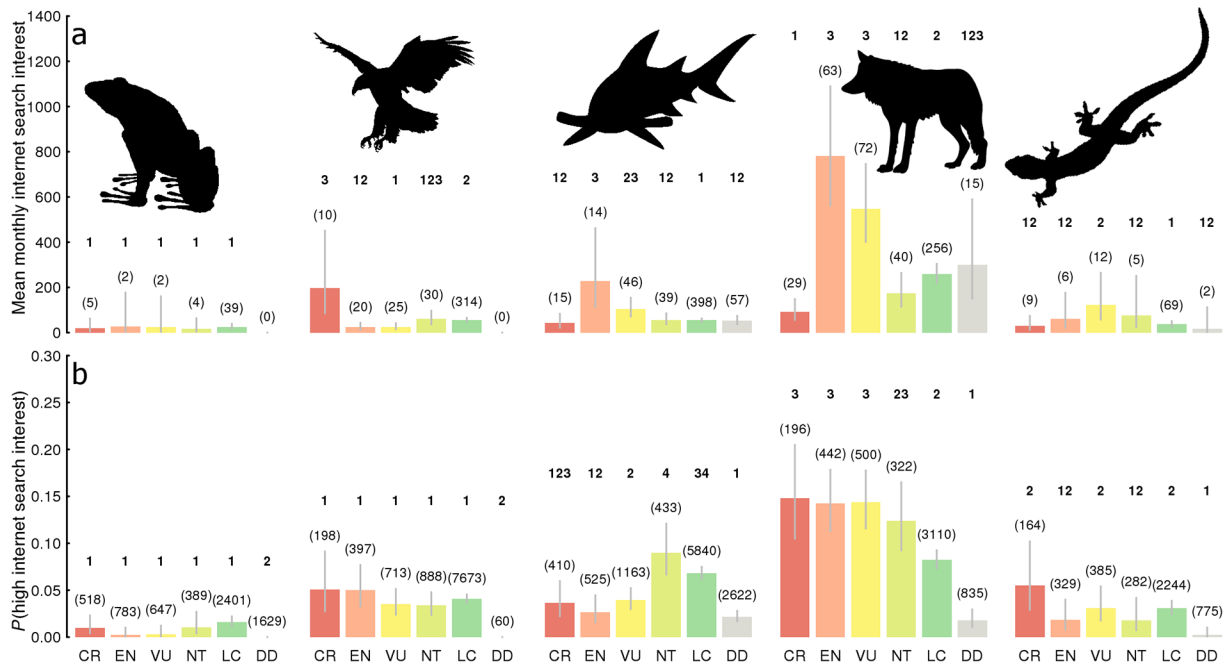 a
Mean monthly internet search interest
1400
1200
1000
800
600
400
200
0
1 1 1 1 1
(5) (2) (2) (4) (39) (0)
3 12 1 123 2
(10) (20) (25) (30) (314) (0)
12 3 23 12 1 12
(15) (14) (46) (39) (398) (57)
1 3 3 12 2 123
(29) (63) (72) (40) (256) (15)
12 12 2 12 1 12
(9) (6) (12) (5) (69) (2)
b
P(high internet search interest)
0.30
0.25
0.20
0.15
0.10
0.05
0.00
1 1 1 1 1 2
(518) (783) (647) (389) (2401) (1629)
1 1 1 1 1 2
(198) (397) (713) (888) (7673) (60)
123 12 2 4 34 1
(410) (525) (1163) (433) (5840) (2622)
3 3 3 23 2 1
(196) (442) (500) (322) (3110) (835)
2 12 2 12 2 1
(164) (329) (385) (282) (2244) (775)
CR EN VU NT LC DD CR EN VU NT LC DD CR EN VU NT LC DD CR EN VU NT LC DD CR EN VU NT LC DD